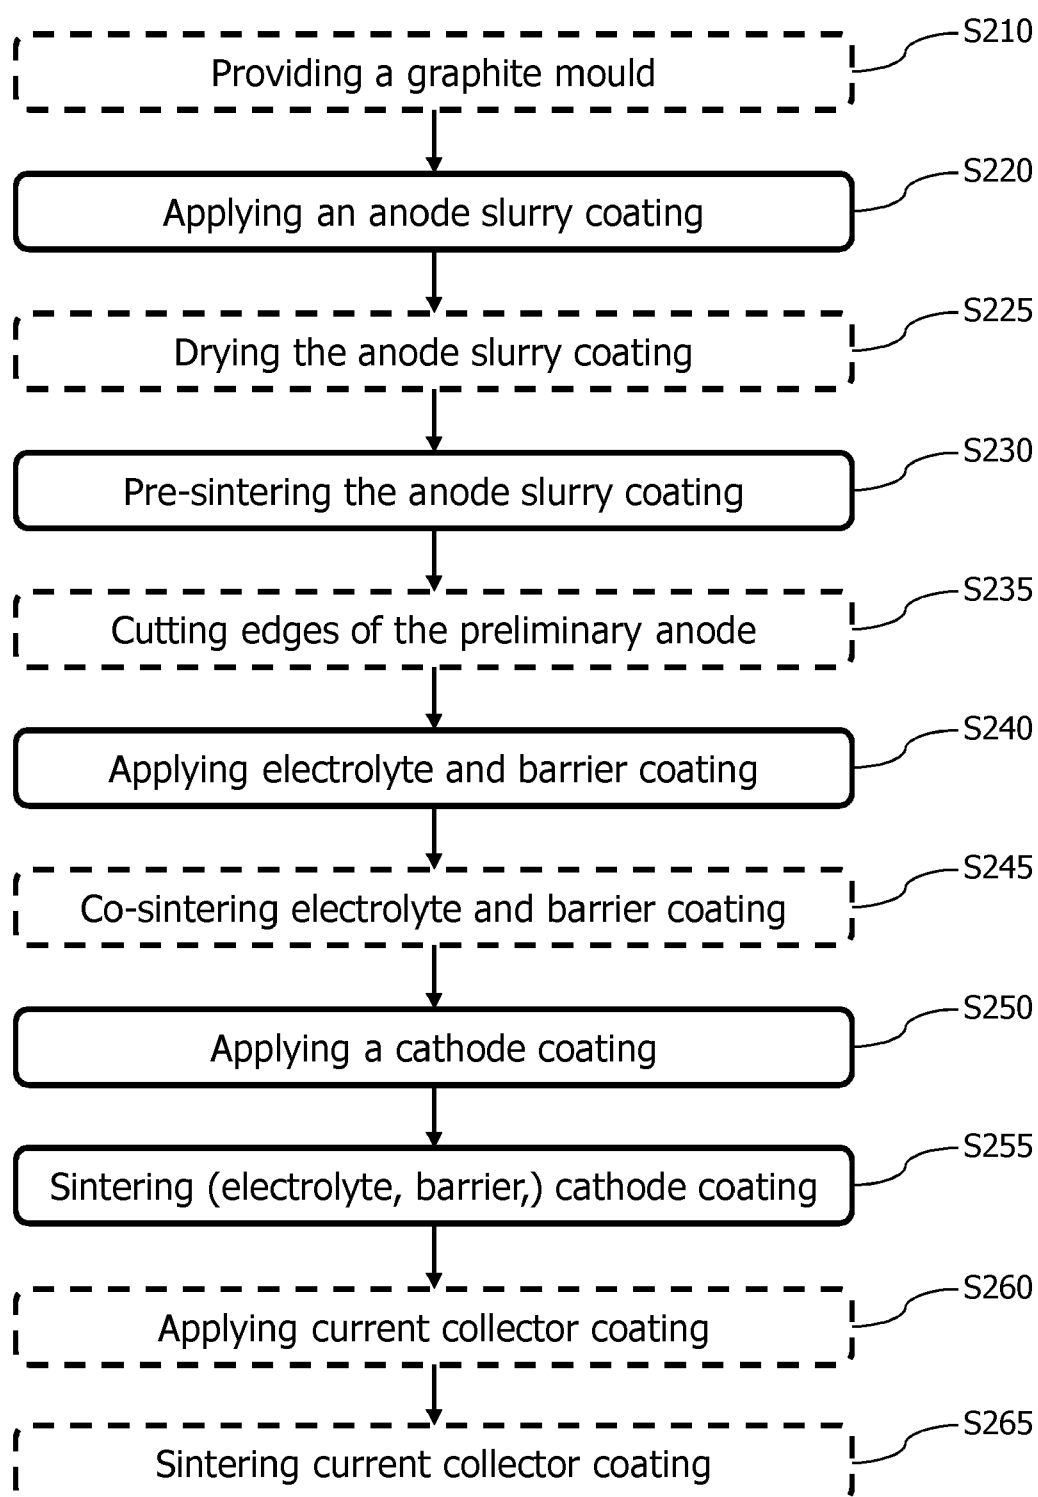 Providing a graphite mould S210
Applying an anode slurry coating S220
Drying the anode slurry coating S225
Pre-sintering the anode slurry coating S230
Cutting edges of the preliminary anode S235
Applying electrolyte and barrier coating S240
Co-sintering electrolyte and barrier coating S245
Applying a cathode coating S250
Sintering (electrolyte, barrier,) cathode coating S255
Applying current collector coating S260
Sintering current collector coating S265